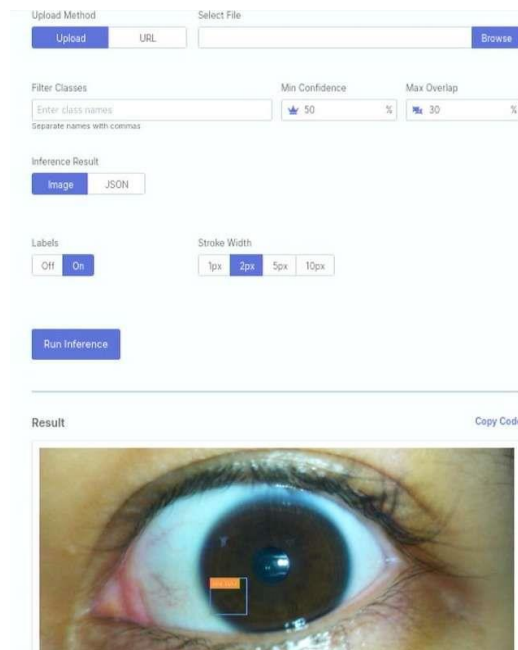 Upload Method Select File
Upload URL Browse
Filter Classes Min Confidence Max Overlap
Enter class names 50 % 30 %
Separate names with commas
Inference Result
Image JSON
Labels Stroke Width
Off On 1px 2px 5px 10px
Run Inference
Result Copy Code